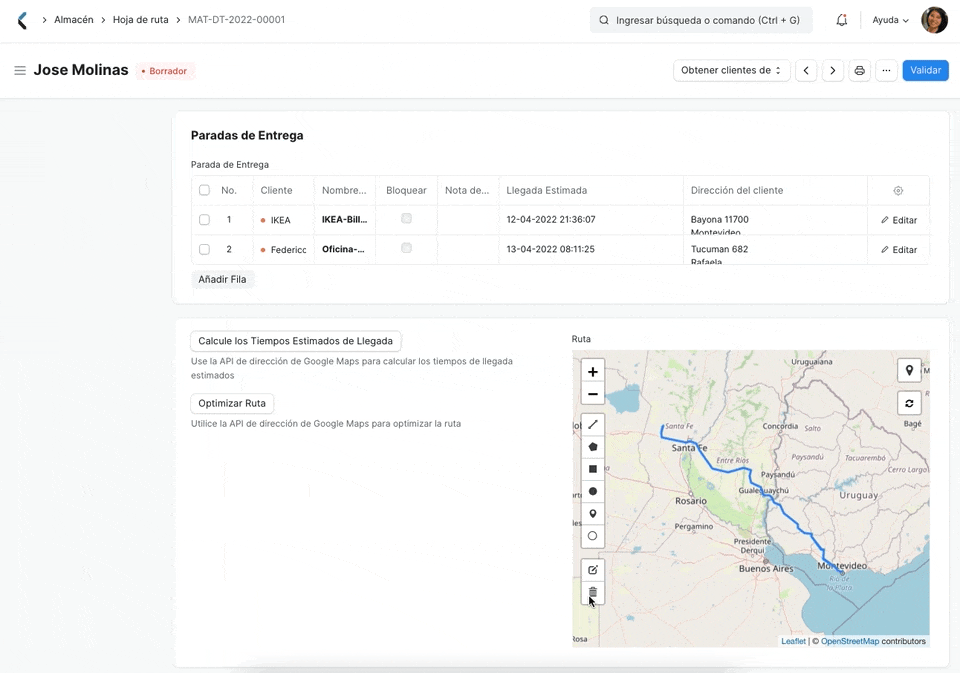 Almacén
Hoja de ruta
MAT-DT-2022-00001
Ingresar búsqueda o comando (Ctrl + G)
Ayuda
Jose Molinas
Borrador
Obtener clientes de
Validar
Paradas de Entrega
Parada de Entrega
No.
Cliente
Nombre...
Bloquear
Nota de...
Llegada Estimada
Dirección del cliente
1
IKEA
IKEA-Bill...
12-04-2022 21:36:07
Bayona 11700
Montevideo
Editar
2
Federico
Oficina-...
13-04-2022 08:11:25
Tucuman 682
Rafaela
Editar
Añadir Fila
Calcule los Tiempos Estimados de Llegada
Use la API de dirección de Google Maps para calcular los tiempos de llegada
estimados
Optimizar Ruta
Utilice la API de dirección de Google Maps para optimizar la ruta
Ruta
Uruguaiana
Bagé
Santa Fe
Concordia
Salto
Santa Fe
Entre Ríos
Paysandú
Tacuarembó
Cerro Largo
Paysandú
Gualeguaychú
Uruguay
Rosario
Pergamino
Presidente
Derqui
Buenos Aires
Montevideo
Río de
la Plata
Rosa
Leaflet | © OpenStreetMap contributors